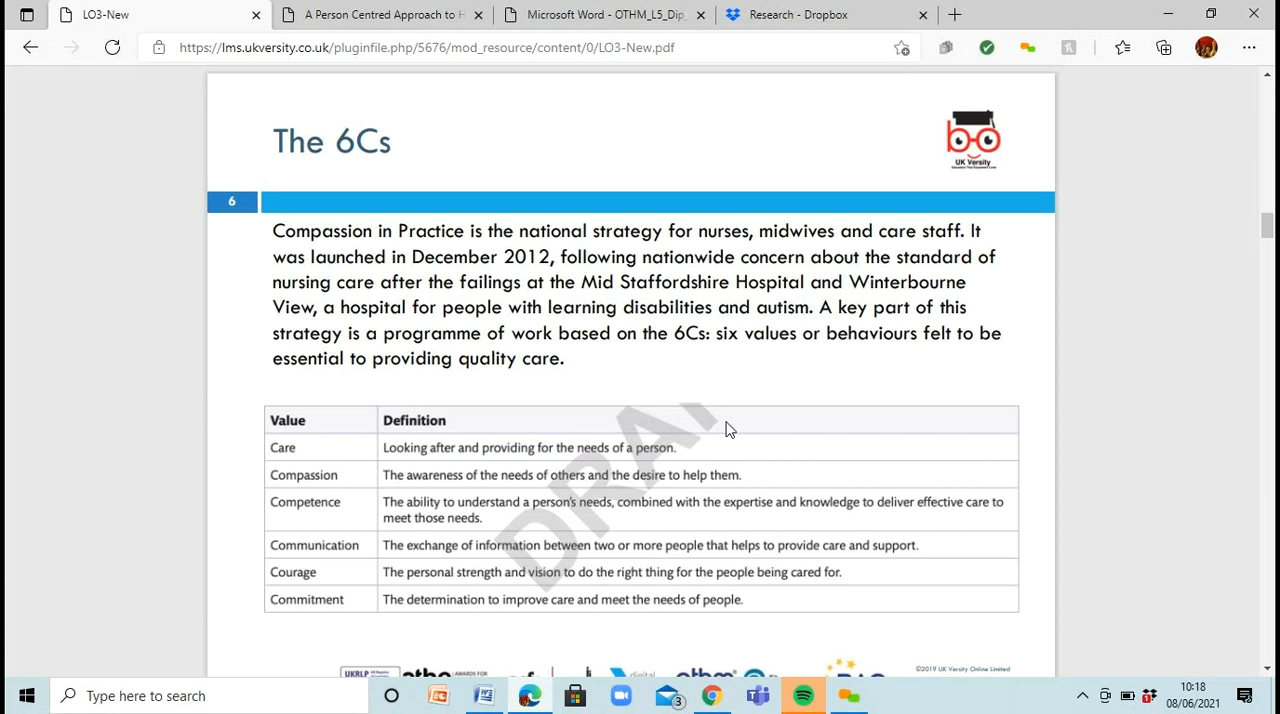 LO3-New
A Person Centred Approach to H
Microsoft Word - OTHM_L5_Dip_
Research - Dropbox
https://lms.ukversity.co.uk/pluginfile.php/5676/mod_resource/content/0/LO3-New.pdf
The 6Cs
UK Versity
6
Compassion in Practice is the national strategy for nurses, midwives and care staff. It
was launched in December 2012, following nationwide concern about the standard of
nursing care after the failings at the Mid Staffordshire Hospital and Winterbourne
View, a hospital for people with learning disabilities and autism. A key part of this
strategy is a programme of work based on the 6Cs: six values or behaviours felt to be
essential to providing quality care.
Value Definition
Care Looking after and providing for the needs of a person.
Compassion The awareness of the needs of others and the desire to help them.
Competence The ability to understand a person's needs, combined with the expertise and knowledge to deliver effective care to
meet those needs.
Communication The exchange of information between two or more people that helps to provide care and support.
Courage The personal strength and vision to do the right thing for the people being cared for.
Commitment The determination to improve care and meet the needs of people.
DRAF
©2019 UK Versity Online Limited
UKRLP
AWARDS FOR
digital
othm
Type here to search
3
10:18
08/06/2021